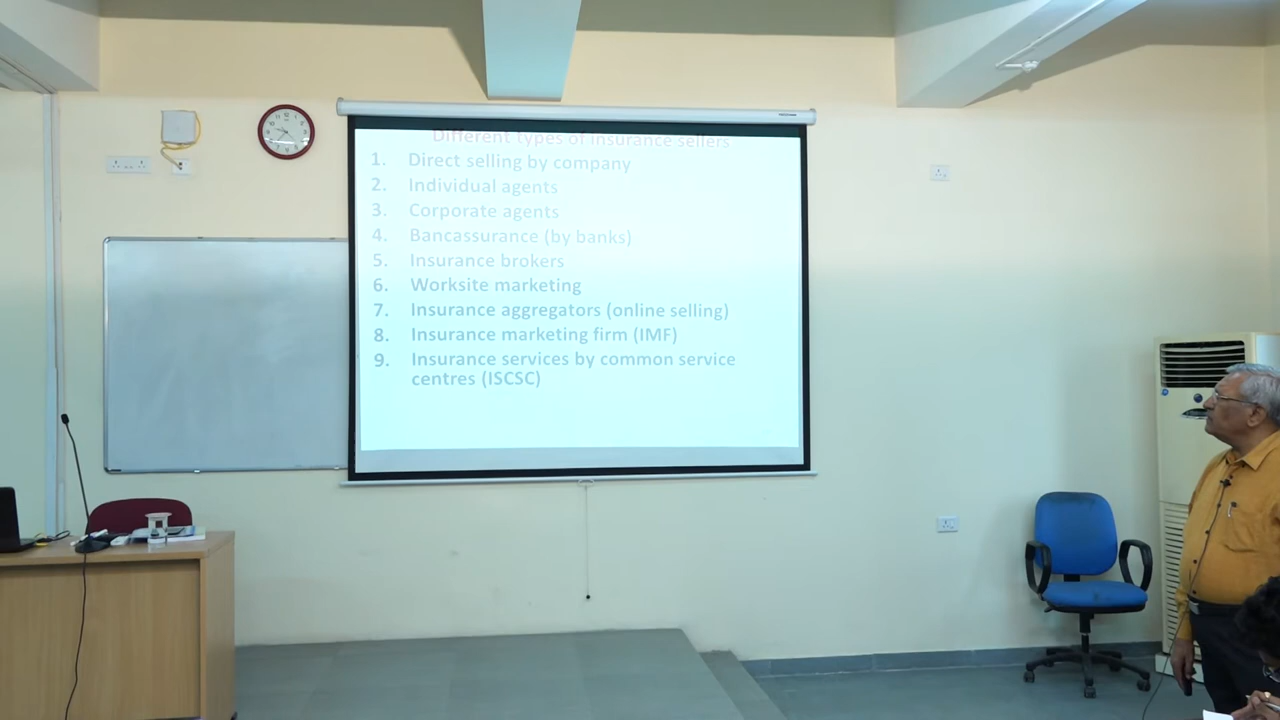 Different types of insurance sellers
1. Direct selling by company
2. Individual agents
3. Corporate agents
4. Bancassurance (by banks)
5. Insurance brokers
6. Worksite marketing
7. Insurance aggregators (online selling)
8. Insurance marketing firm (IMF)
9. Insurance services by common service
centres (ISCSC)